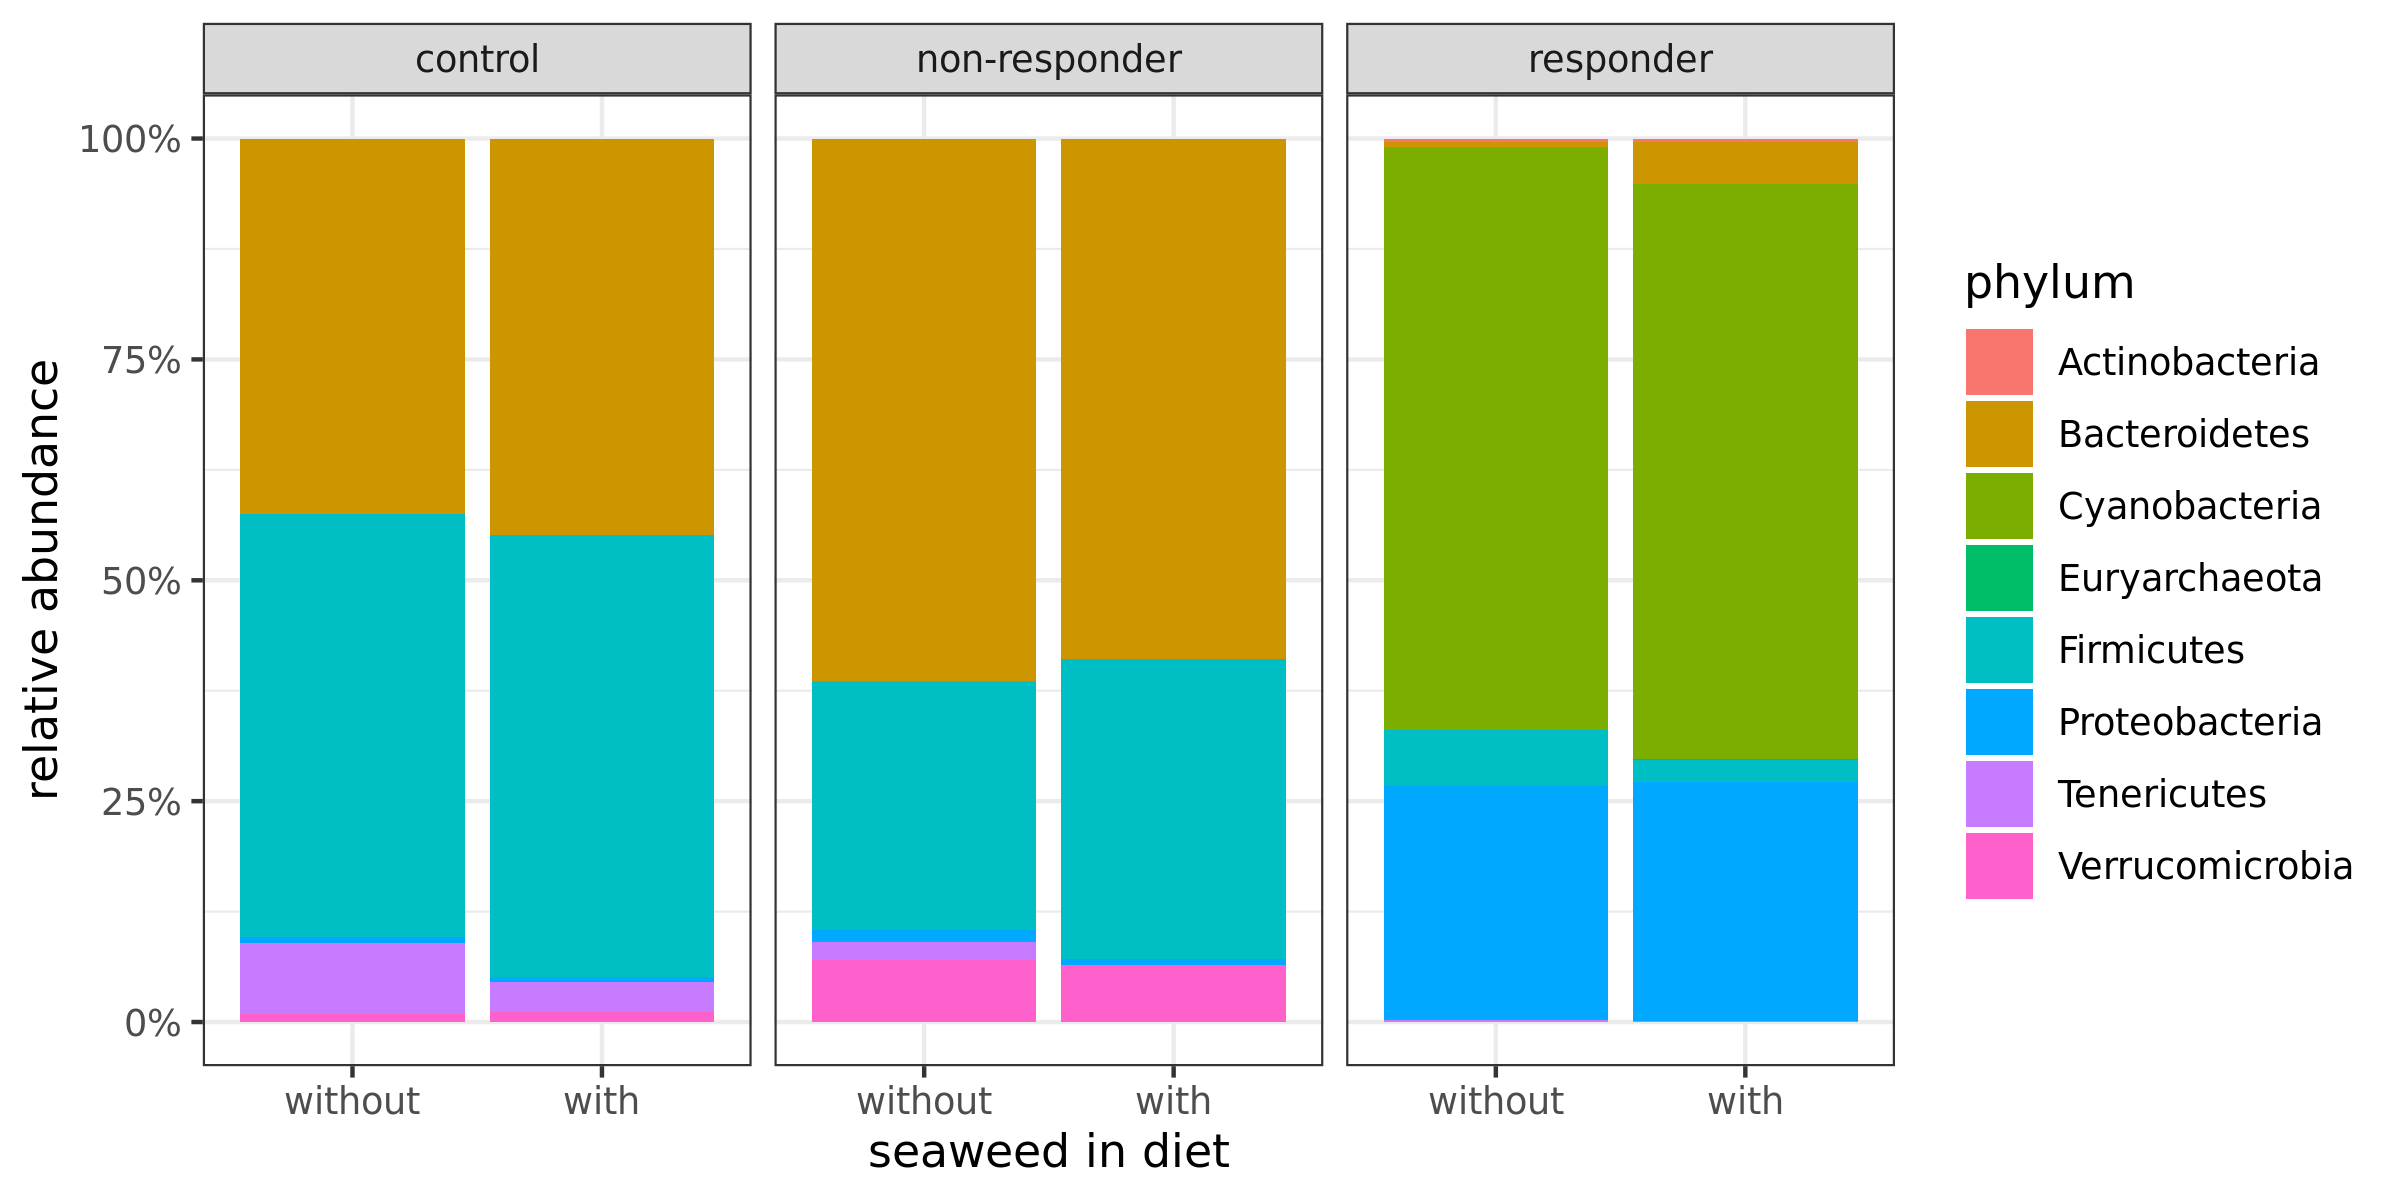 control
non-responder
responder
100%
75%
50%
25%
0%
relative abundance
without
with
without
with
without
with
seaweed in diet
phylum
Actinobacteria
Bacteroidetes
Cyanobacteria
Euryarchaeota
Firmicutes
Proteobacteria
Tenericutes
Verrucomicrobia